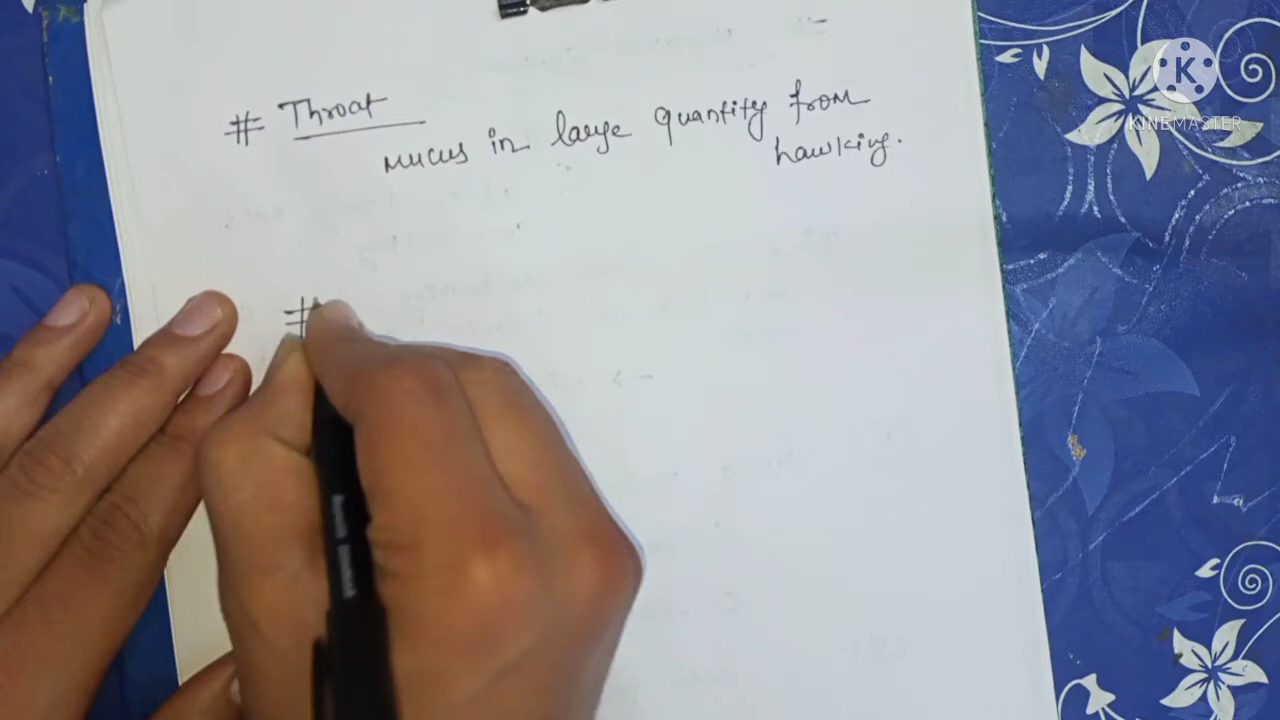 # Throat
mucus in large quantity from
hawking.
#
K
KINEMASTER